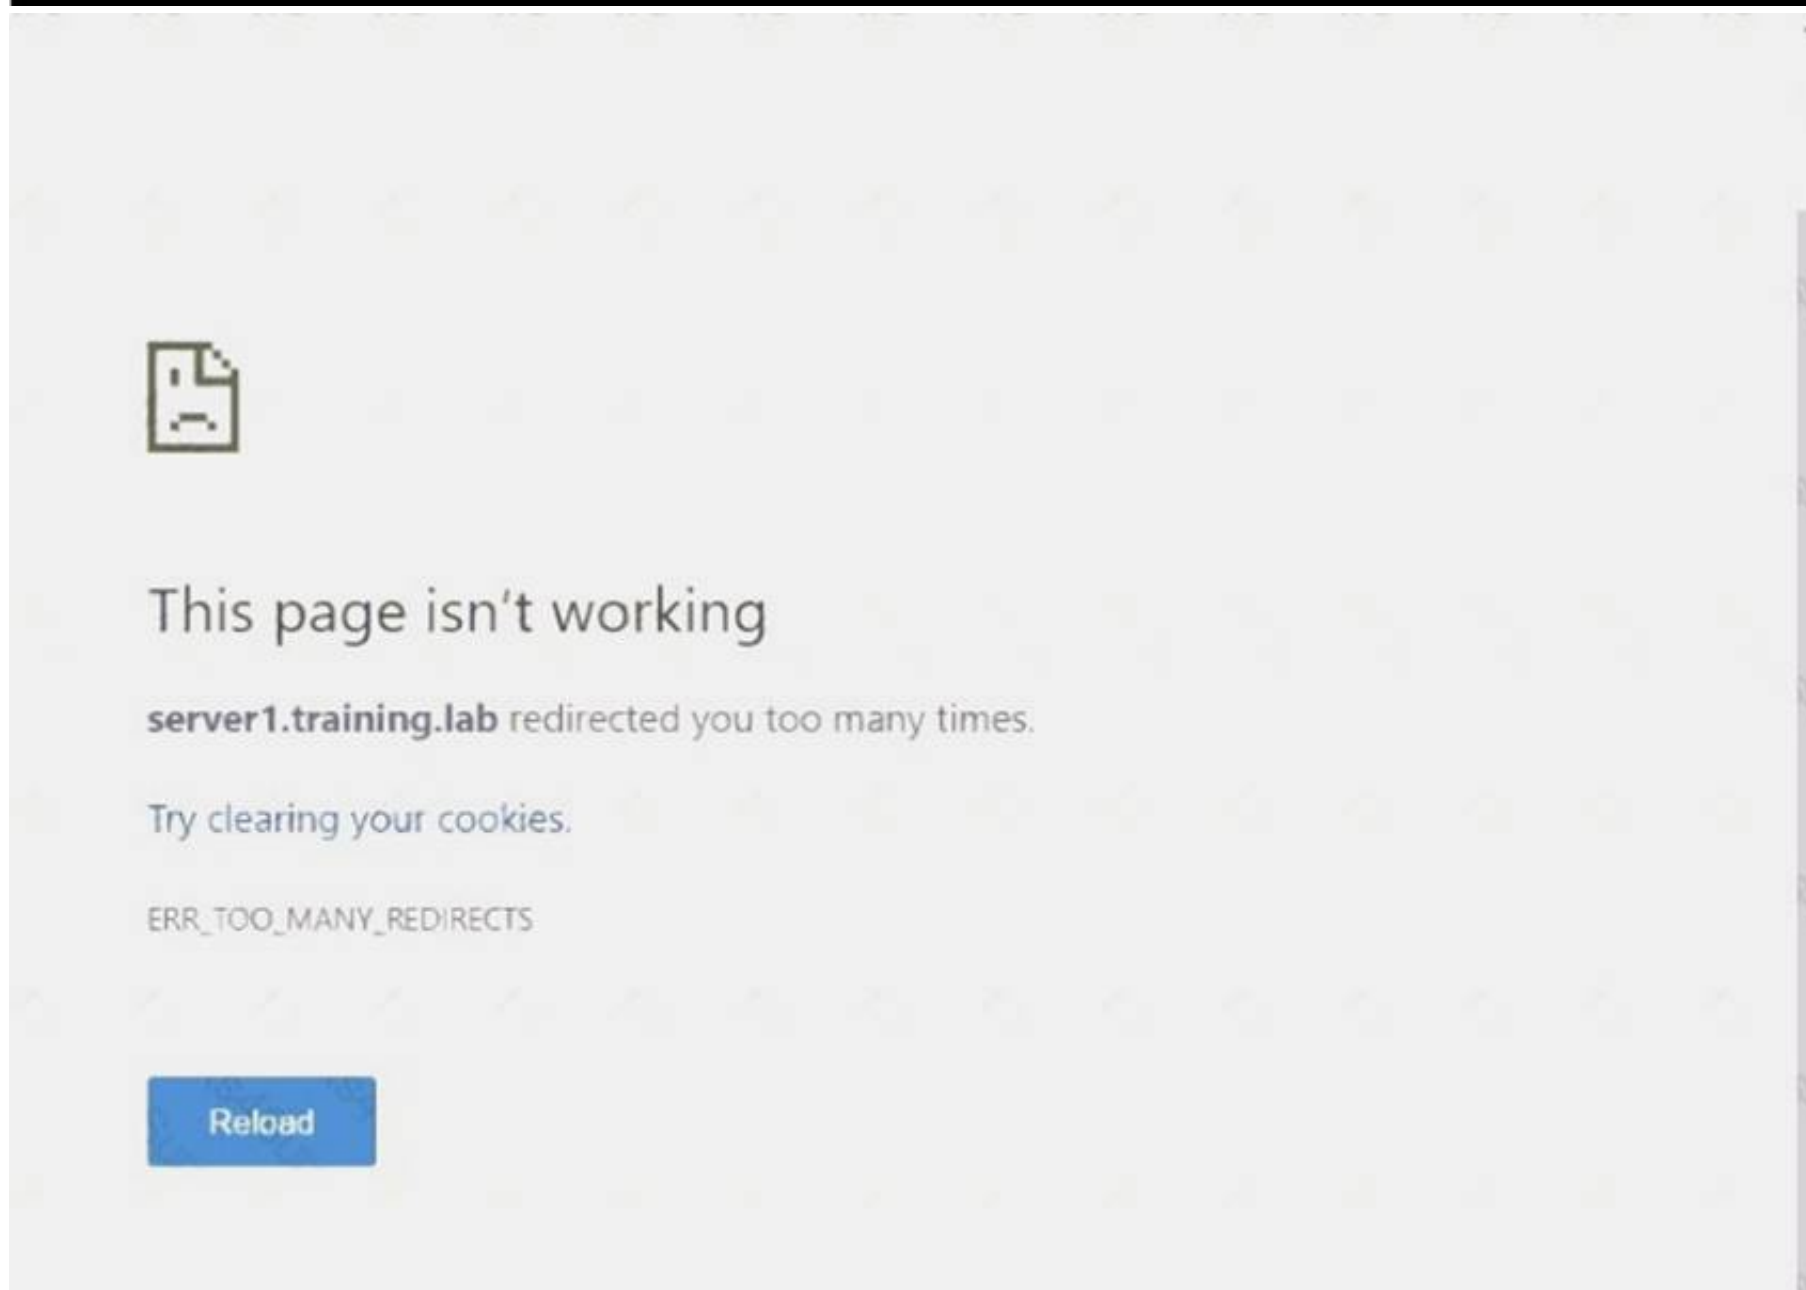 This page isn't working
server1.training.lab redirected you too many times.
Try clearing your cookies.
ERR_TOO_MANY_REDIRECTS
Reload